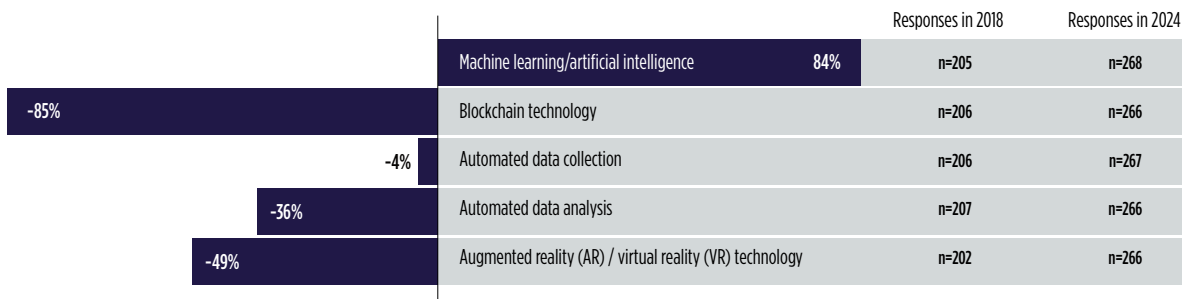 Responses in 2018 Responses in 2024
Machine learning/artificial intelligence 84% n=205 n=268
-85% Blockchain technology n=206 n=266
-4% Automated data collection n=206 n=267
-36% Automated data analysis n=207 n=266
-49% Augmented reality (AR) / virtual reality (VR) technology n=202 n=266